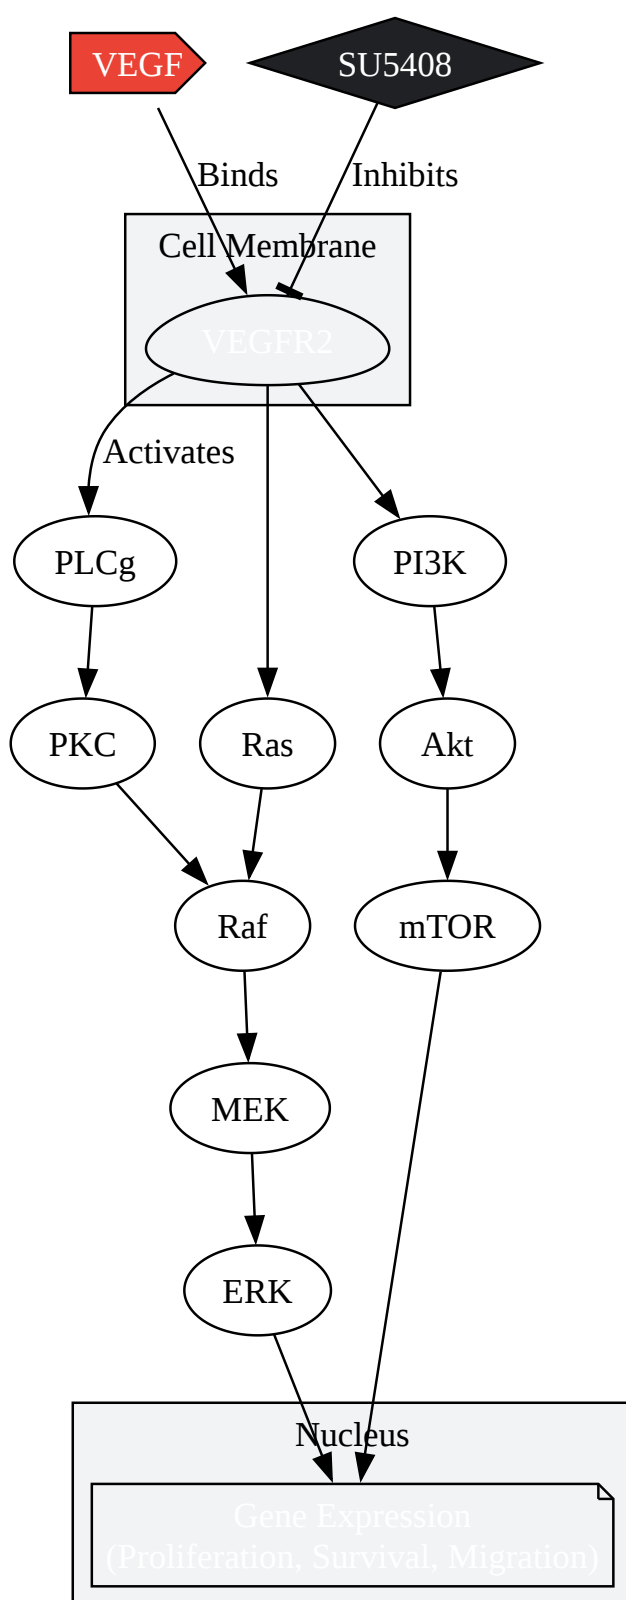 VEGF
SU5408
Binds
Inhibits
Cell Membrane
VEGFR2
Activates
PLCg
PI3K
PKC
Ras
Akt
Raf
mTOR
MEK
ERK
Nucleus
Gene Expression
(Proliferation, Survival, Migration)